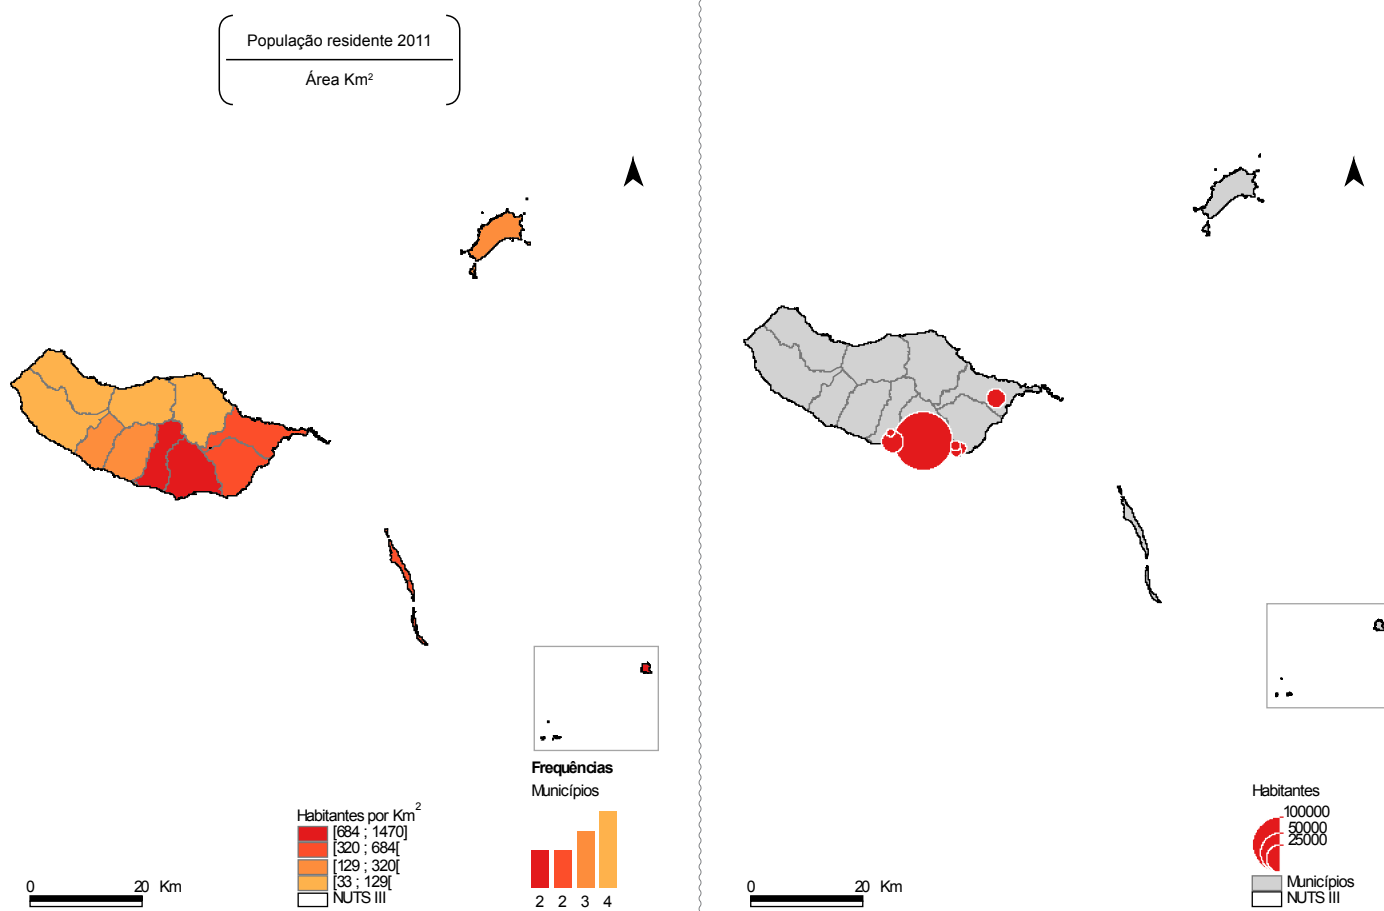 População residente 2011
Área Km²
Frequências
Municípios
2 2 3 4
Habitantes por Km²
[684 ; 1470]
[320 ; 684[
[129 ; 320[
[33 ; 129[
NUTS III
0 20 Km
Habitantes
100000
50000
25000
Municípios
NUTS III
0 20 Km